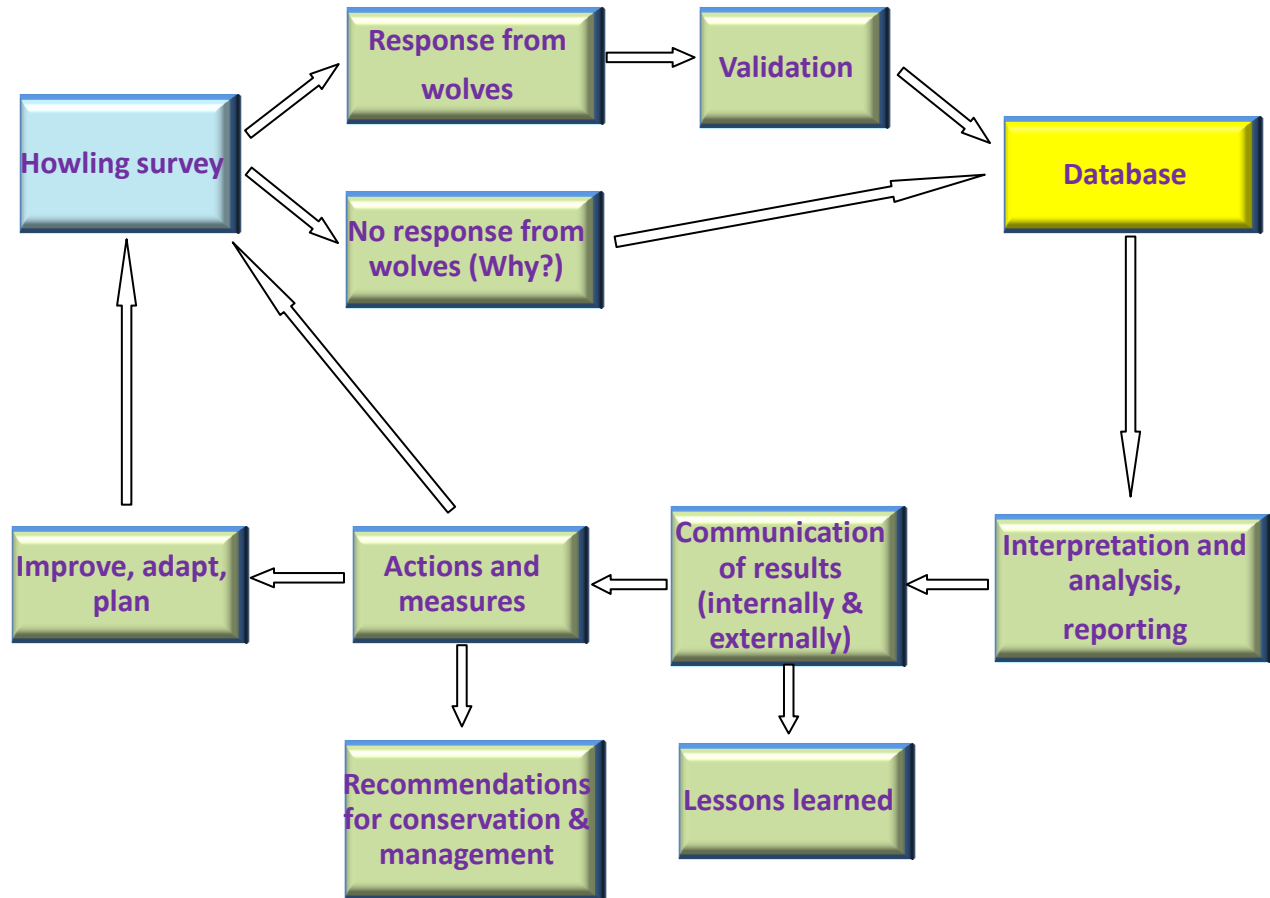 Response from
wolves
Validation
Howling survey
Database
No response from
wolves (Why?)
Improve, adapt,
plan
Actions and
measures
Communication
of results
(internally &
externally)
Interpretation and
analysis,
reporting
Recommendations
for conservation &
management
Lessons learned